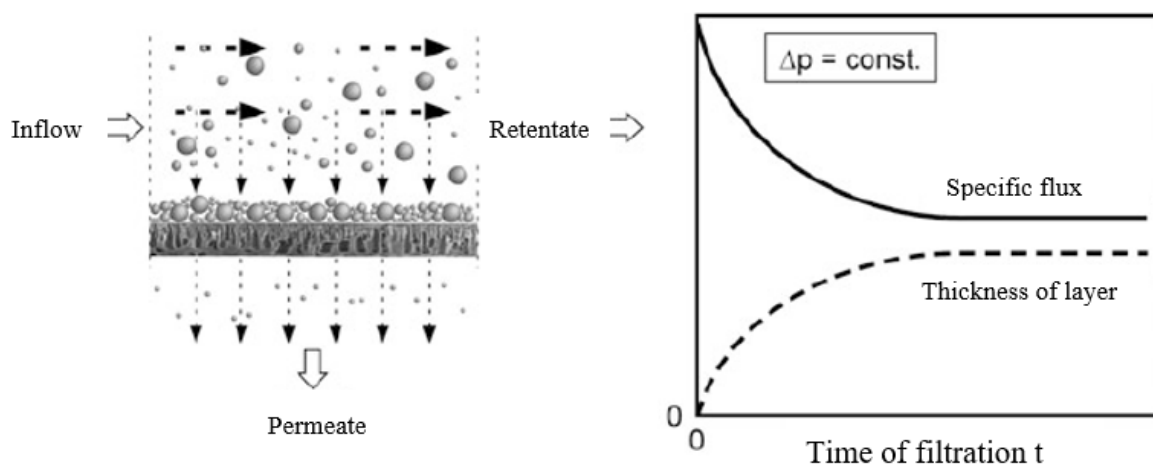 Inflow
Retentate
Permeate
Δp = const.
Specific flux
Thickness of layer
0
0
Time of filtration t